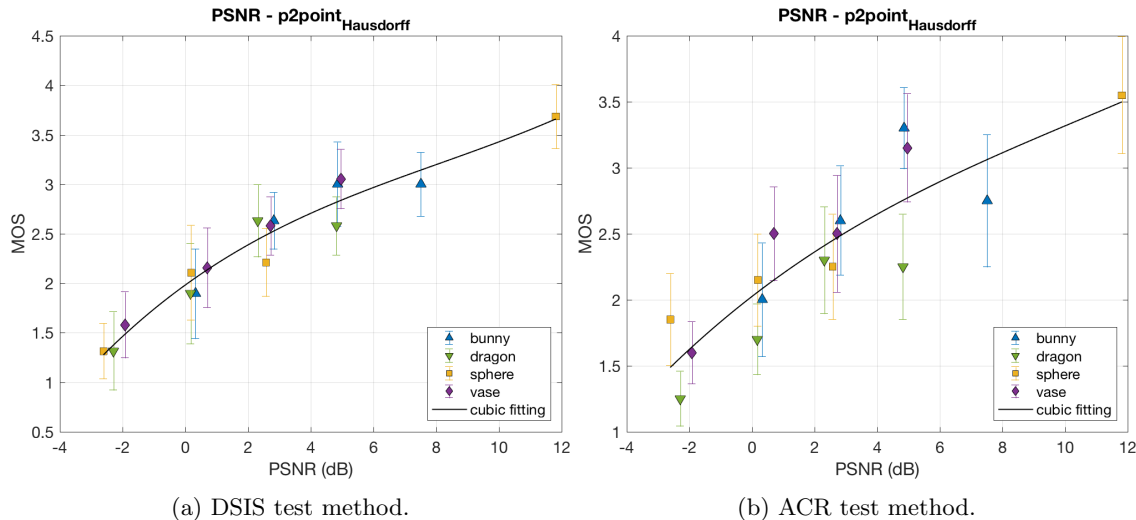 PSNR - p2point_Hausdorff
4.5
4
3.5
3
2.5
2
1.5
1
0.5
MOS
-4 -2 0 2 4 6 8 10 12
PSNR (dB)
bunny
dragon
sphere
vase
cubic fitting
(a) DSIS test method.
PSNR - p2point_Hausdorff
4
3.5
3
2.5
2
1.5
1
MOS
-4 -2 0 2 4 6 8 10 12
PSNR (dB)
bunny
dragon
sphere
vase
cubic fitting
(b) ACR test method.